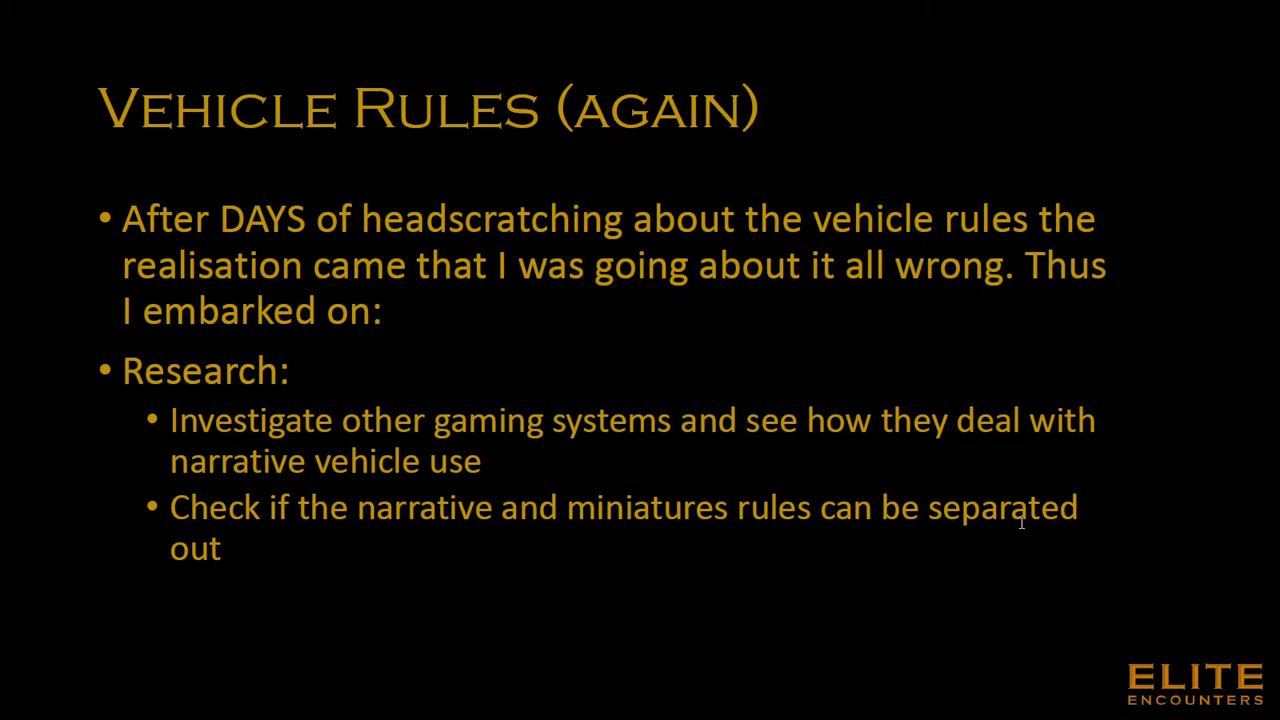 Vehicle Rules (again)
• After DAYS of headscratching about the vehicle rules the
realisation came that I was going about it all wrong. Thus
I embarked on:
• Research:
• Investigate other gaming systems and see how they deal with
narrative vehicle use
• Check if the narrative and miniatures rules can be separated
out
ELITE
ENCOUNTERS